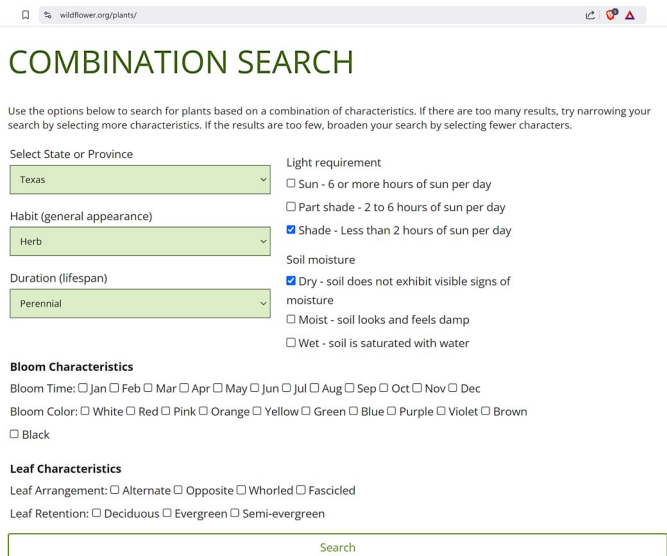 wildflower.org/plants/
COMBINATION SEARCH
Use the options below to search for plants based on a combination of characteristics. If there are too many results, try narrowing your
search by selecting more characteristics. If the results are too few, broaden your search by selecting fewer characters.
Select State or Province
Texas
Habit (general appearance)
Herb
Duration (lifespan)
Perennial
Light requirement
Sun - 6 or more hours of sun per day
Part shade - 2 to 6 hours of sun per day
Shade - Less than 2 hours of sun per day
Soil moisture
Dry - soil does not exhibit visible signs of
moisture
Moist - soil looks and feels damp
Wet - soil is saturated with water
Bloom Characteristics
Bloom Time: Jan Feb Mar Apr May Jun Jul Aug Sep Oct Nov Dec
Bloom Color: White Red Pink Orange Yellow Green Blue Purple Violet Brown
Black
Leaf Characteristics
Leaf Arrangement: Alternate Opposite Whorled Fascicled
Leaf Retention: Deciduous Evergreen Semi-evergreen
Search